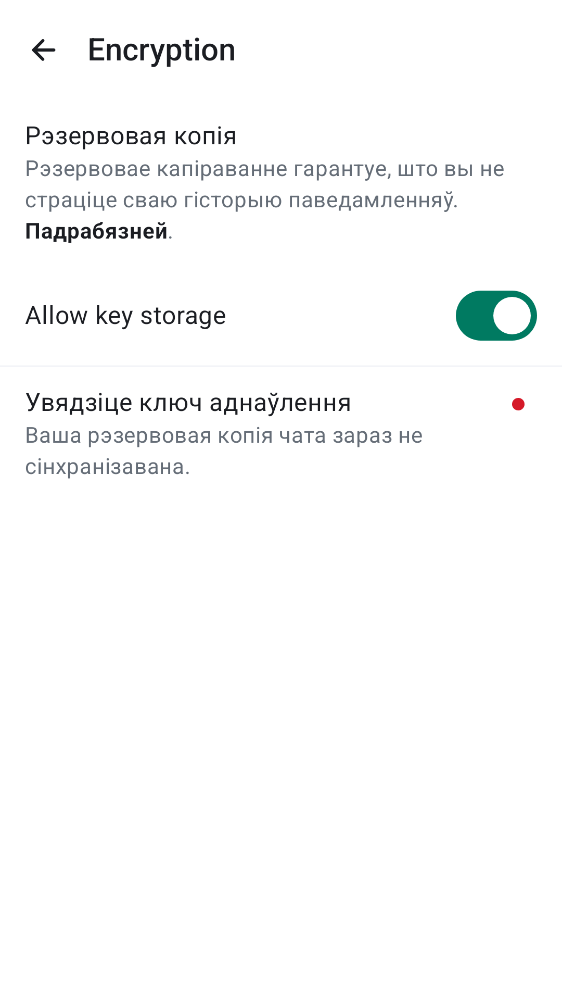 Encryption
Рэзервовая копія
Рэзервовае капіраванне гарантуе, што вы не
страціце сваю гісторыю паведамленняў.
Падрабязней.
Allow key storage
Увядзіце ключ аднаўлення
Ваша рэзервовая копія чата зараз не
сінхранізавана.